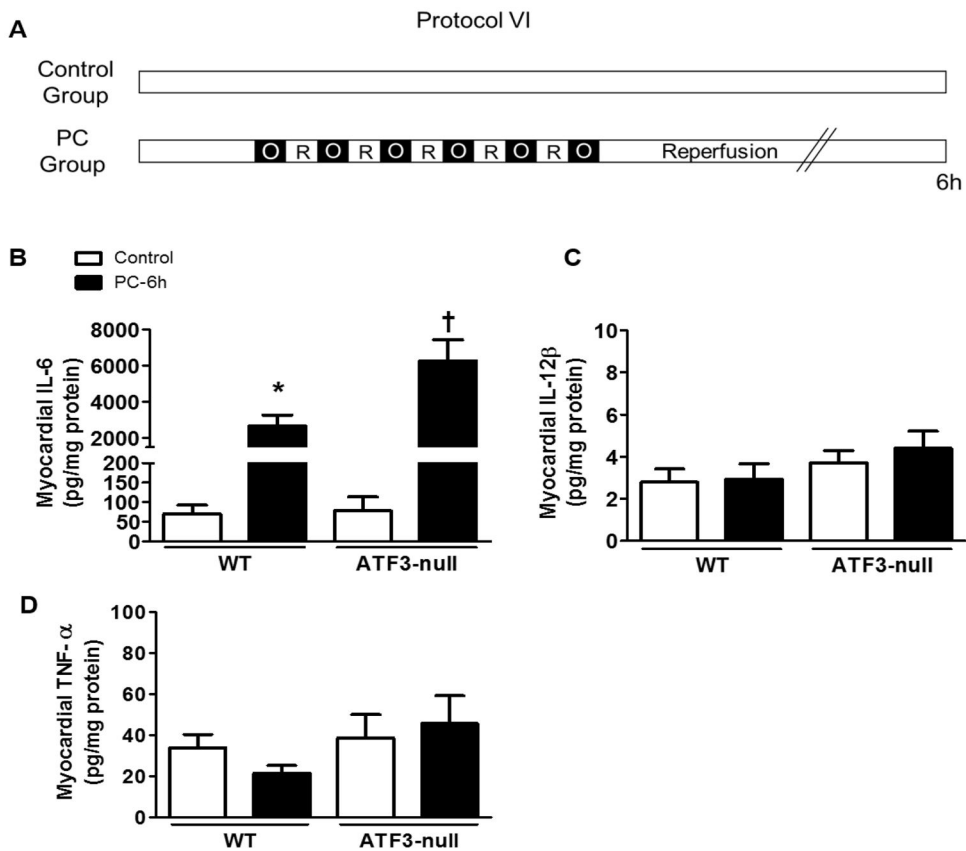 Protocol VI
A
Control
Group
PC
Group
O R O R O R O R O R O Reperfusion
6h
B
Control
PC-6h
Myocardial IL-6
(pg/mg protein)
8000
6000
4000
2000
200
150
100
50
0
*
†
WT ATF3-null
C
Myocardial IL-12β
(pg/mg protein)
10
8
6
4
2
0
WT ATF3-null
D
Myocardial TNF- α
(pg/mg protein)
100
80
60
40
20
0
WT ATF3-null